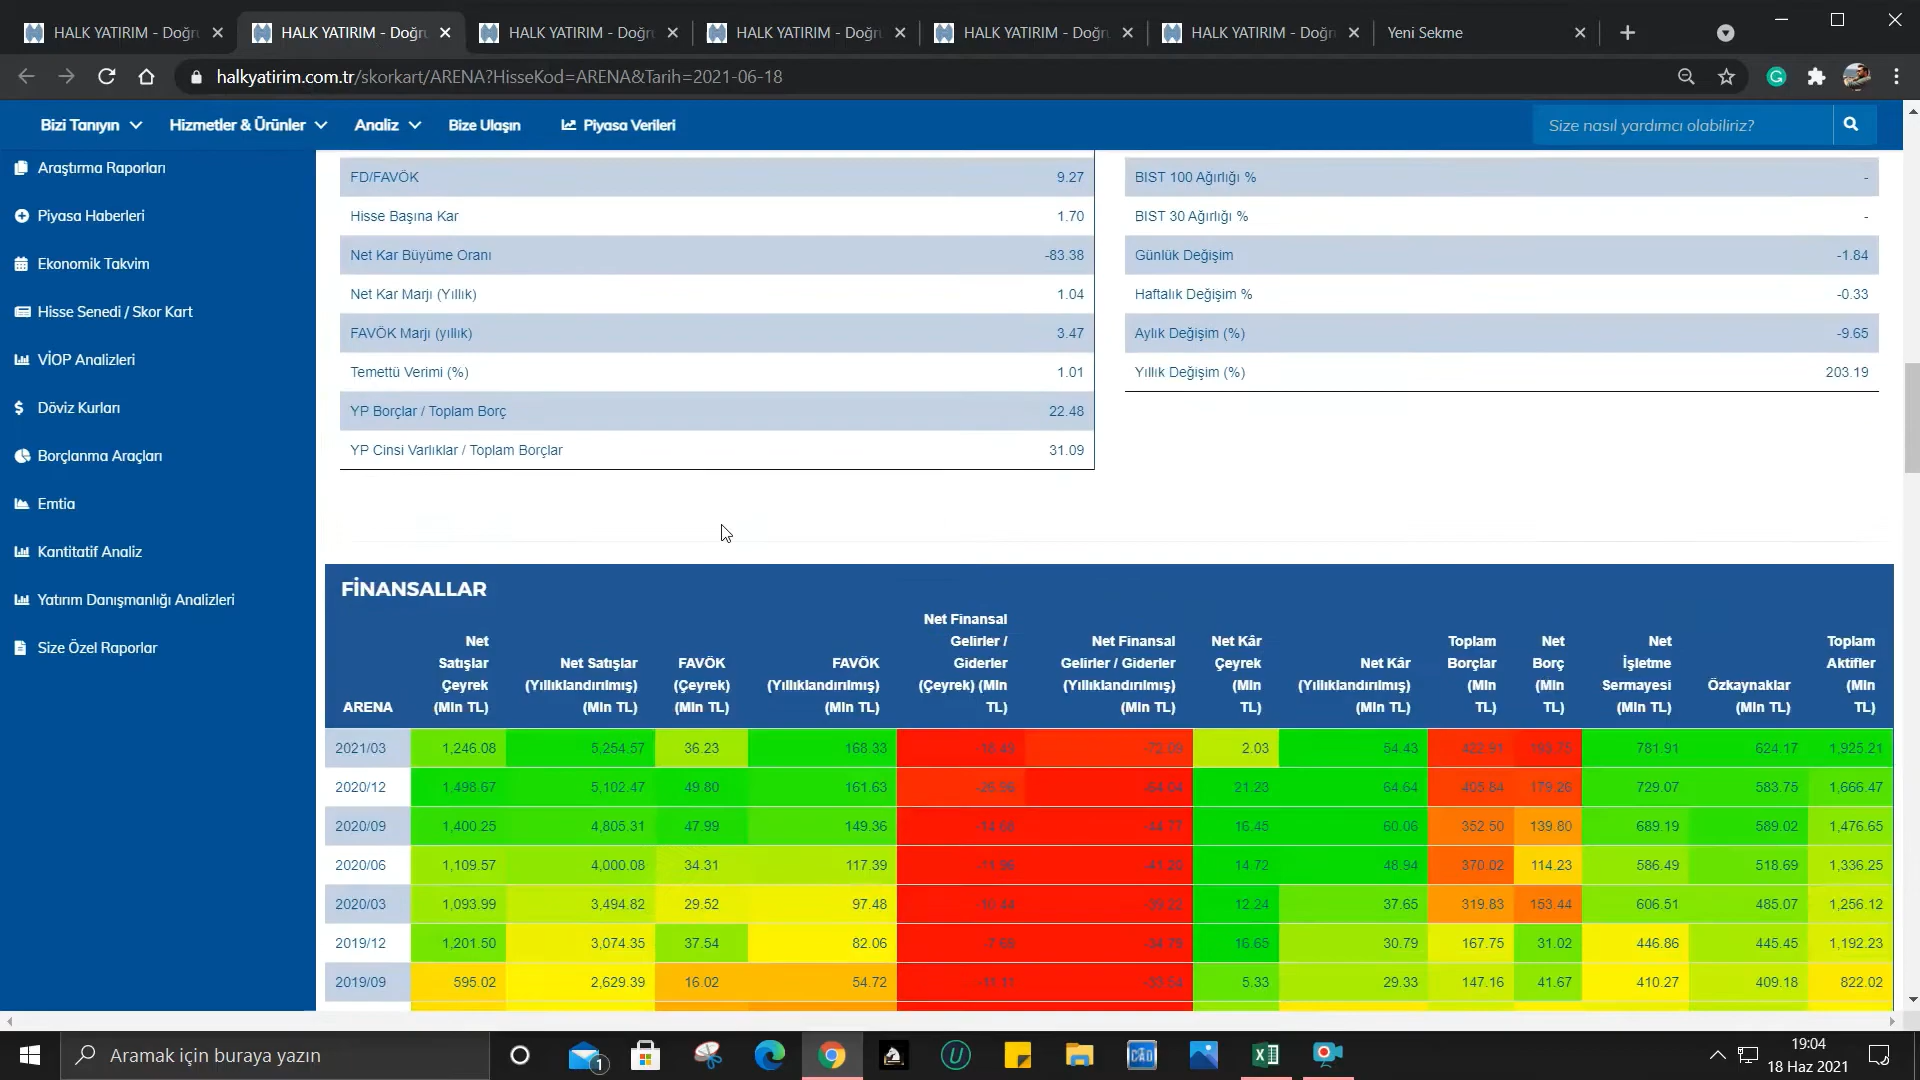 HALK YATIRIM - Doğru
HALK YATIRIM - Doğru
HALK YATIRIM - Doğru
HALK YATIRIM - Doğru
HALK YATIRIM - Doğru
HALK YATIRIM - Doğru
Yeni Sekme
halkyatirim.com.tr/skorkart/ARENA?HisseKod=ARENA&Tarih=2021-06-18
Bizi Tanıyın
Hizmetler & Ürünler
Analiz
Bize Ulaşın
Piyasa Verileri
Size nasıl yardımcı olabiliriz?
Araştırma Raporları
Piyasa Haberleri
Ekonomik Takvim
Hisse Senedi / Skor Kart
VİOP Analizleri
Döviz Kurları
Borçlanma Araçları
Emtia
Kantitatif Analiz
Yatırım Danışmanlığı Analizleri
Size Özel Raporlar
FD/FAVÖK 9.27
Hisse Başına Kar 1.70
Net Kar Büyüme Oranı -83.38
Net Kar Marjı (Yıllık) 1.04
FAVÖK Marjı (yıllık) 3.47
Temettü Verimi (%) 1.01
YP Borçlar / Toplam Borç 22.48
YP Cinsi Varlıklar / Toplam Borçlar 31.09
BIST 100 Ağırlığı % -
BIST 30 Ağırlığı % -
Günlük Değişim -1.84
Haftalık Değişim % -0.33
Aylık Değişim (%) -9.65
Yıllık Değişim (%) 203.19
FİNANSALLAR
ARENA
Net Satışlar Çeyrek (Mln TL)
Net Satışlar (Yıllıklandırılmış) (Mln TL)
FAVÖK (Çeyrek) (Mln TL)
FAVÖK (Yıllıklandırılmış) (Mln TL)
Net Finansal Gelirler / Giderler (Çeyrek) (Mln TL)
Net Finansal Gelirler / Giderler (Yıllıklandırılmış) (Mln TL)
Net Kâr Çeyrek (Mln TL)
Net Kâr (Yıllıklandırılmış) (Mln TL)
Toplam Borçlar (Mln TL)
Net Borç (Mln TL)
Net İşletme Sermayesi (Mln TL)
Özkaynaklar (Mln TL)
Toplam Aktifler (Mln TL)
2021/03 1,246.08 5,254.57 36.23 168.33 2.03 54.43 422.91 781.91 624.17 1,925.21
2020/12 1,498.67 5,102.47 49.80 161.63 -64.04 21.23 64.64 405.84 179.26 729.07 583.75 1,666.47
2020/09 1,400.25 4,805.31 47.99 149.36 -44.77 16.45 60.06 352.50 139.80 689.19 589.02 1,476.65
2020/06 1,109.57 4,000.08 34.31 117.39 -41.20 14.72 48.94 370.02 114.23 586.49 518.69 1,336.25
2020/03 1,093.99 3,494.82 29.52 97.48 12.24 37.65 319.83 153.44 606.51 485.07 1,256.12
2019/12 1,201.50 3,074.35 37.54 82.06 16.65 30.79 167.75 31.02 446.86 445.45 1,192.23
2019/09 595.02 2,629.39 16.02 54.72 -11.11 5.33 29.33 147.16 41.67 410.27 409.18 822.02
Aramak için buraya yazın
1
19:04
18 Haz 2021